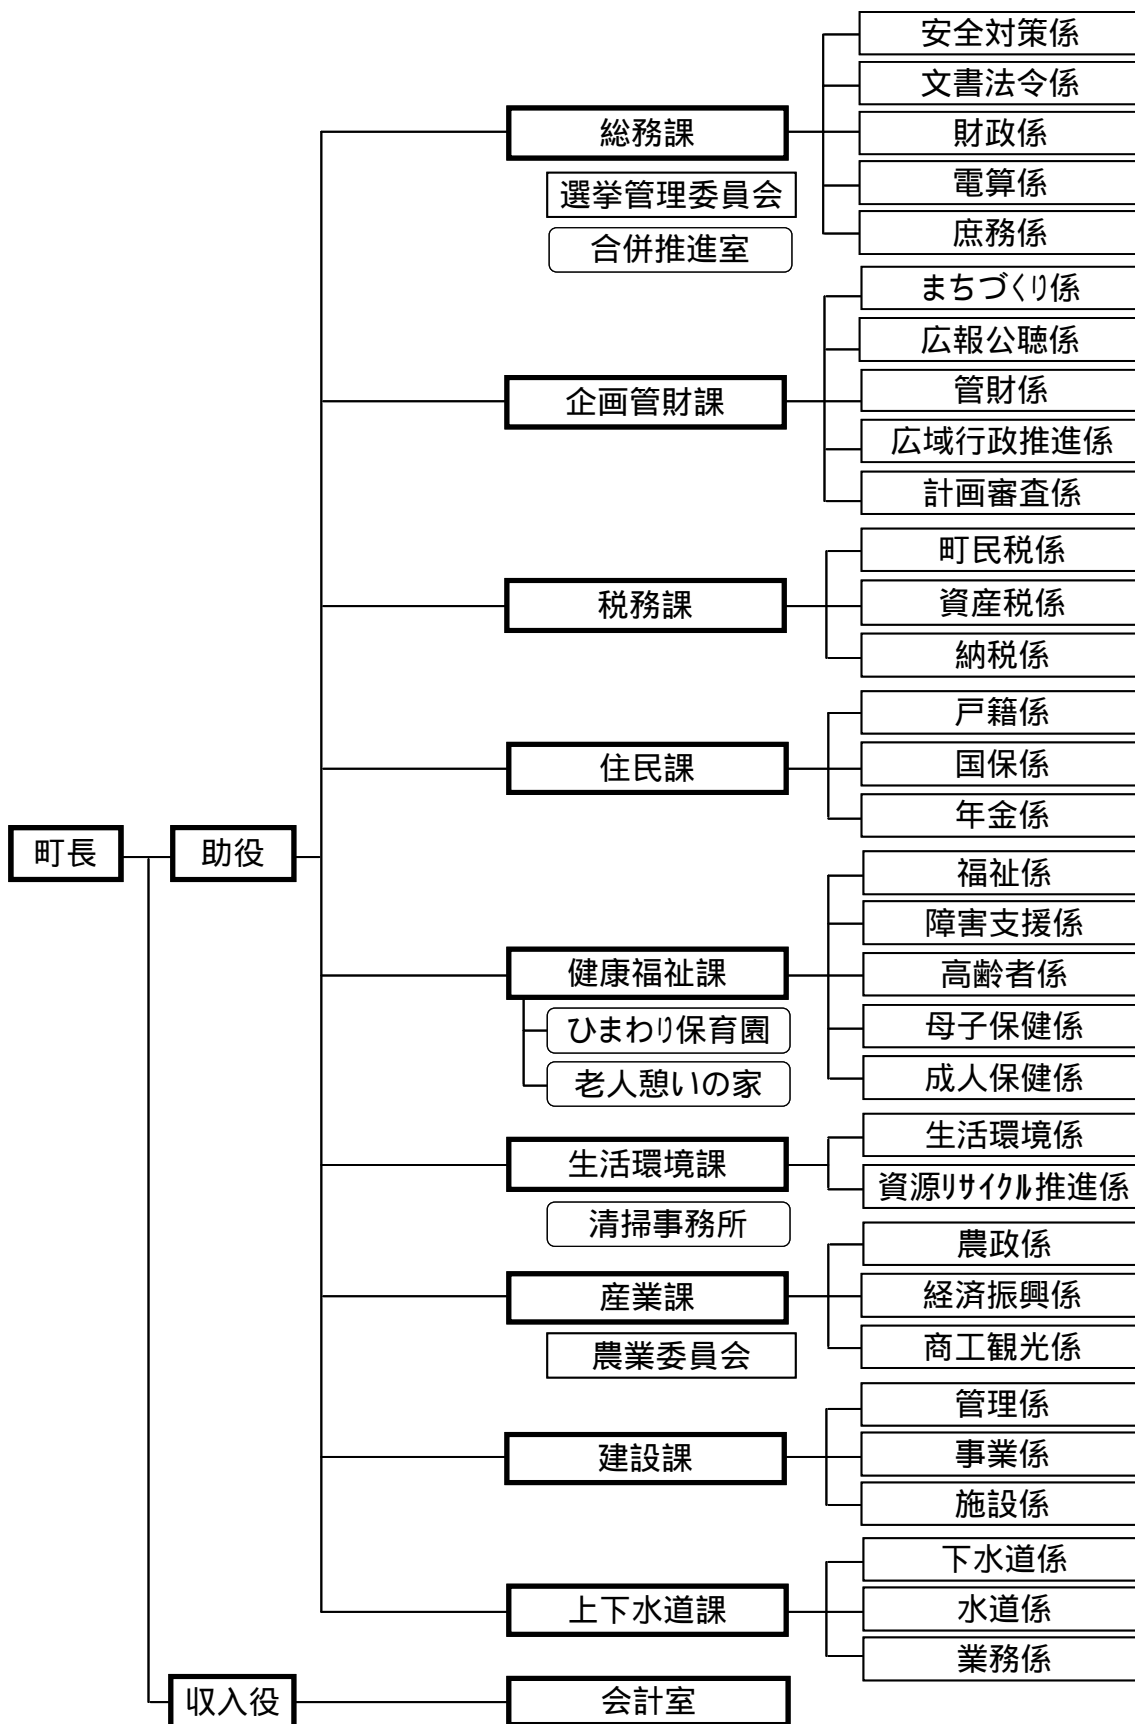 町長
助役
総務課
選挙管理委員会
合併推進室
安全対策係
文書法令係
財政係
電算係
庶務係
企画管財課
まちづくり係
広報公聴係
管財係
広域行政推進係
計画審査係
税務課
町民税係
資産税係
納税係
住民課
戸籍係
国保係
年金係
健康福祉課
ひまわり保育園
老人憩いの家
福祉係
障害支援係
高齢者係
母子保健係
成人保健係
生活環境課
清掃事務所
生活環境係
資源ﾘｻｲｸﾙ推進係
産業課
農業委員会
農政係
経済振興係
商工観光係
建設課
管理係
事業係
施設係
上下水道課
下水道係
水道係
業務係
収入役
会計室